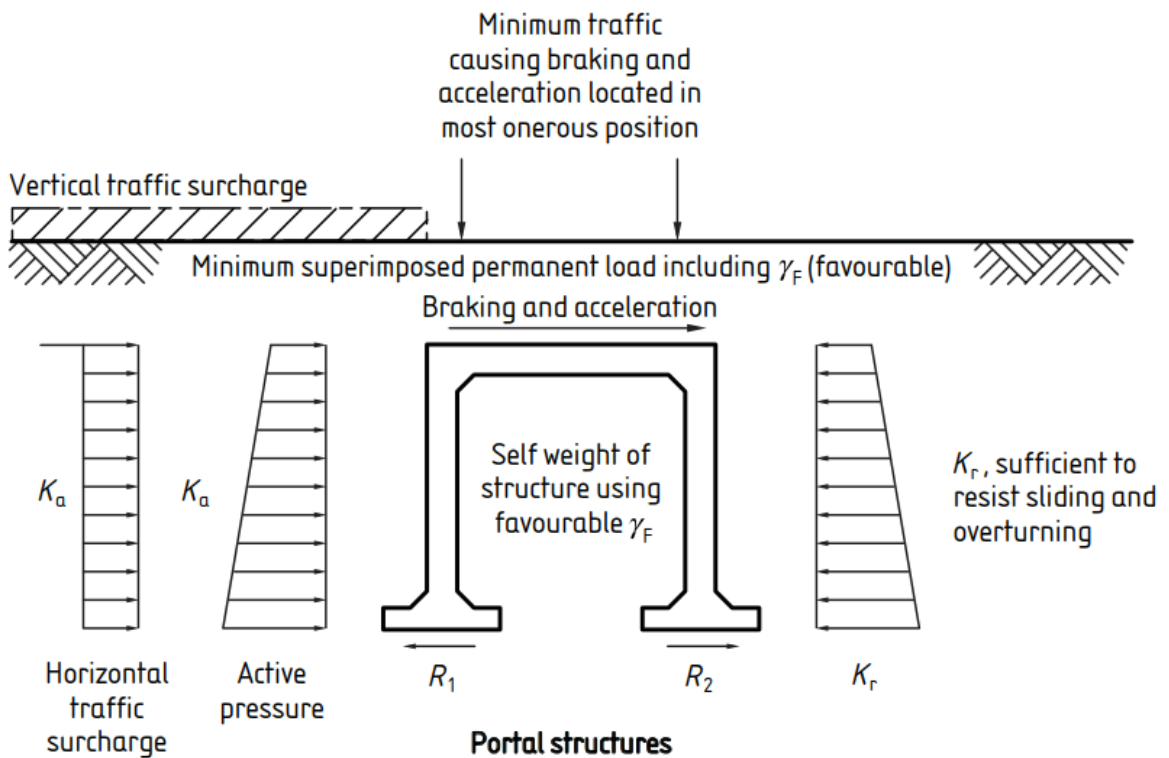 Minimum traffic
causing braking and
acceleration located in
most onerous position
Vertical traffic surcharge
Minimum superimposed permanent load including γF (favourable)
Braking and acceleration
Ka
Ka
Self weight of
structure using
favourable γF
Kr, sufficient to
resist sliding and
overturning
Horizontal
traffic
surcharge
Active
pressure
R1
R2
Kr
Portal structures